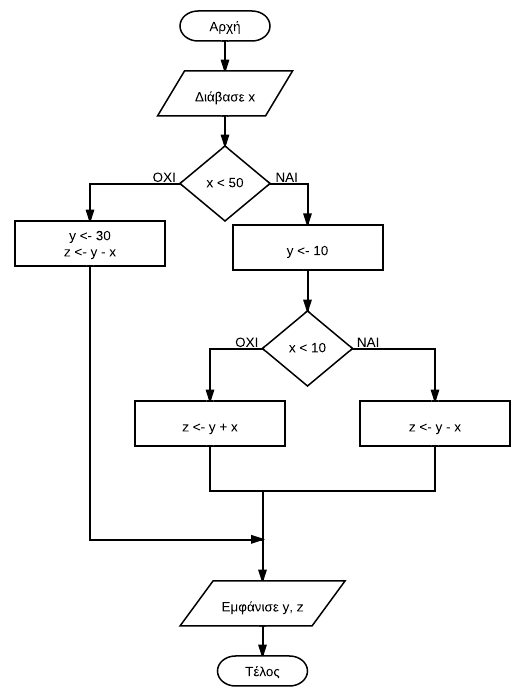 Αρχή
Διάβασε x
x < 50
ΟΧΙ
ΝΑΙ
y <- 30
z <- y - x
y <- 10
x < 10
ΟΧΙ
ΝΑΙ
z <- y + x
z <- y - x
Εμφάνισε y, z
Τέλος